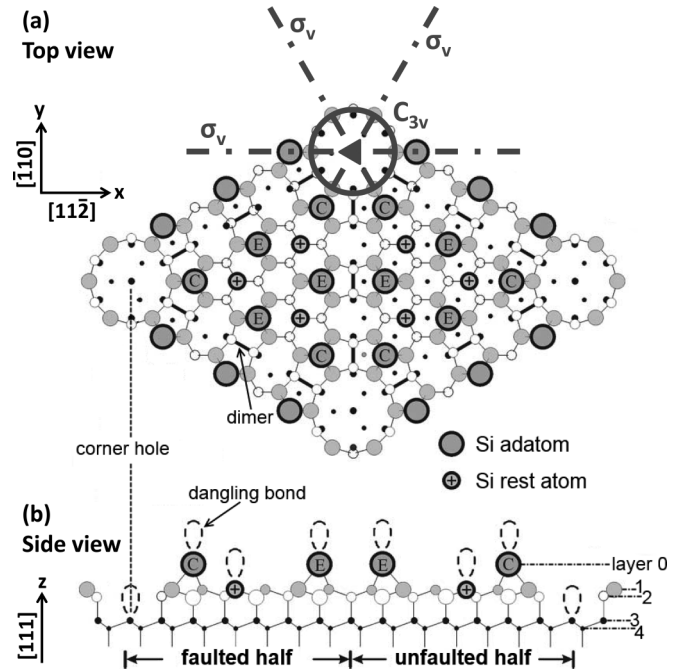 (a)
Top view
σv
σv
C3v
σv
y
[1̄10]
x
[112̄]
C
C
E
E
+
+
C
+
E
E
+
C
E
E
+
+
C
C
dimer
corner hole
Si adatom
Si rest atom
dangling bond
(b)
Side view
C
E
E
C
layer 0
+
+
1
2
3
4
z
[111]
faulted half
unfaulted half